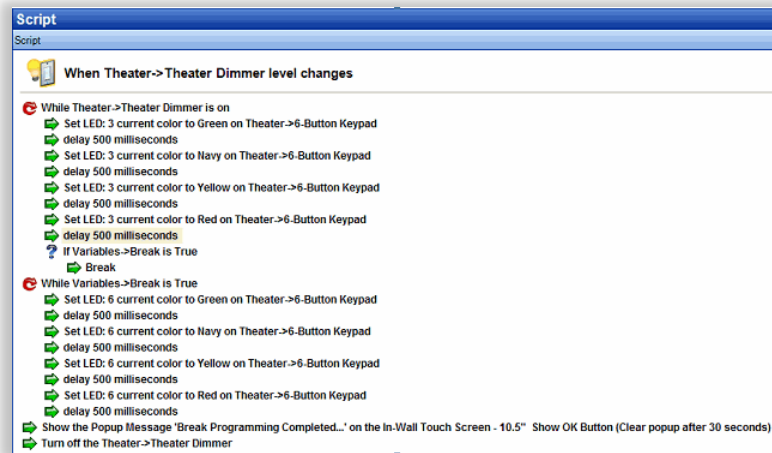 Script
Script
When Theater->Theater Dimmer level changes
While Theater->Theater Dimmer is on
Set LED: 3 current color to Green on Theater->6-Button Keypad
delay 500 milliseconds
Set LED: 3 current color to Navy on Theater->6-Button Keypad
delay 500 milliseconds
Set LED: 3 current color to Yellow on Theater->6-Button Keypad
delay 500 milliseconds
Set LED: 3 current color to Red on Theater->6-Button Keypad
delay 500 milliseconds
If Variables->Break is True
Break
While Variables->Break is True
Set LED: 6 current color to Green on Theater->6-Button Keypad
delay 500 milliseconds
Set LED: 6 current color to Navy on Theater->6-Button Keypad
delay 500 milliseconds
Set LED: 6 current color to Yellow on Theater->6-Button Keypad
delay 500 milliseconds
Set LED: 6 current color to Red on Theater->6-Button Keypad
delay 500 milliseconds
Show the Popup Message 'Break Programming Completed...' on the In-Wall Touch Screen - 10.5" Show OK Button (Clear popup after 30 seconds)
Turn off the Theater->Theater Dimmer